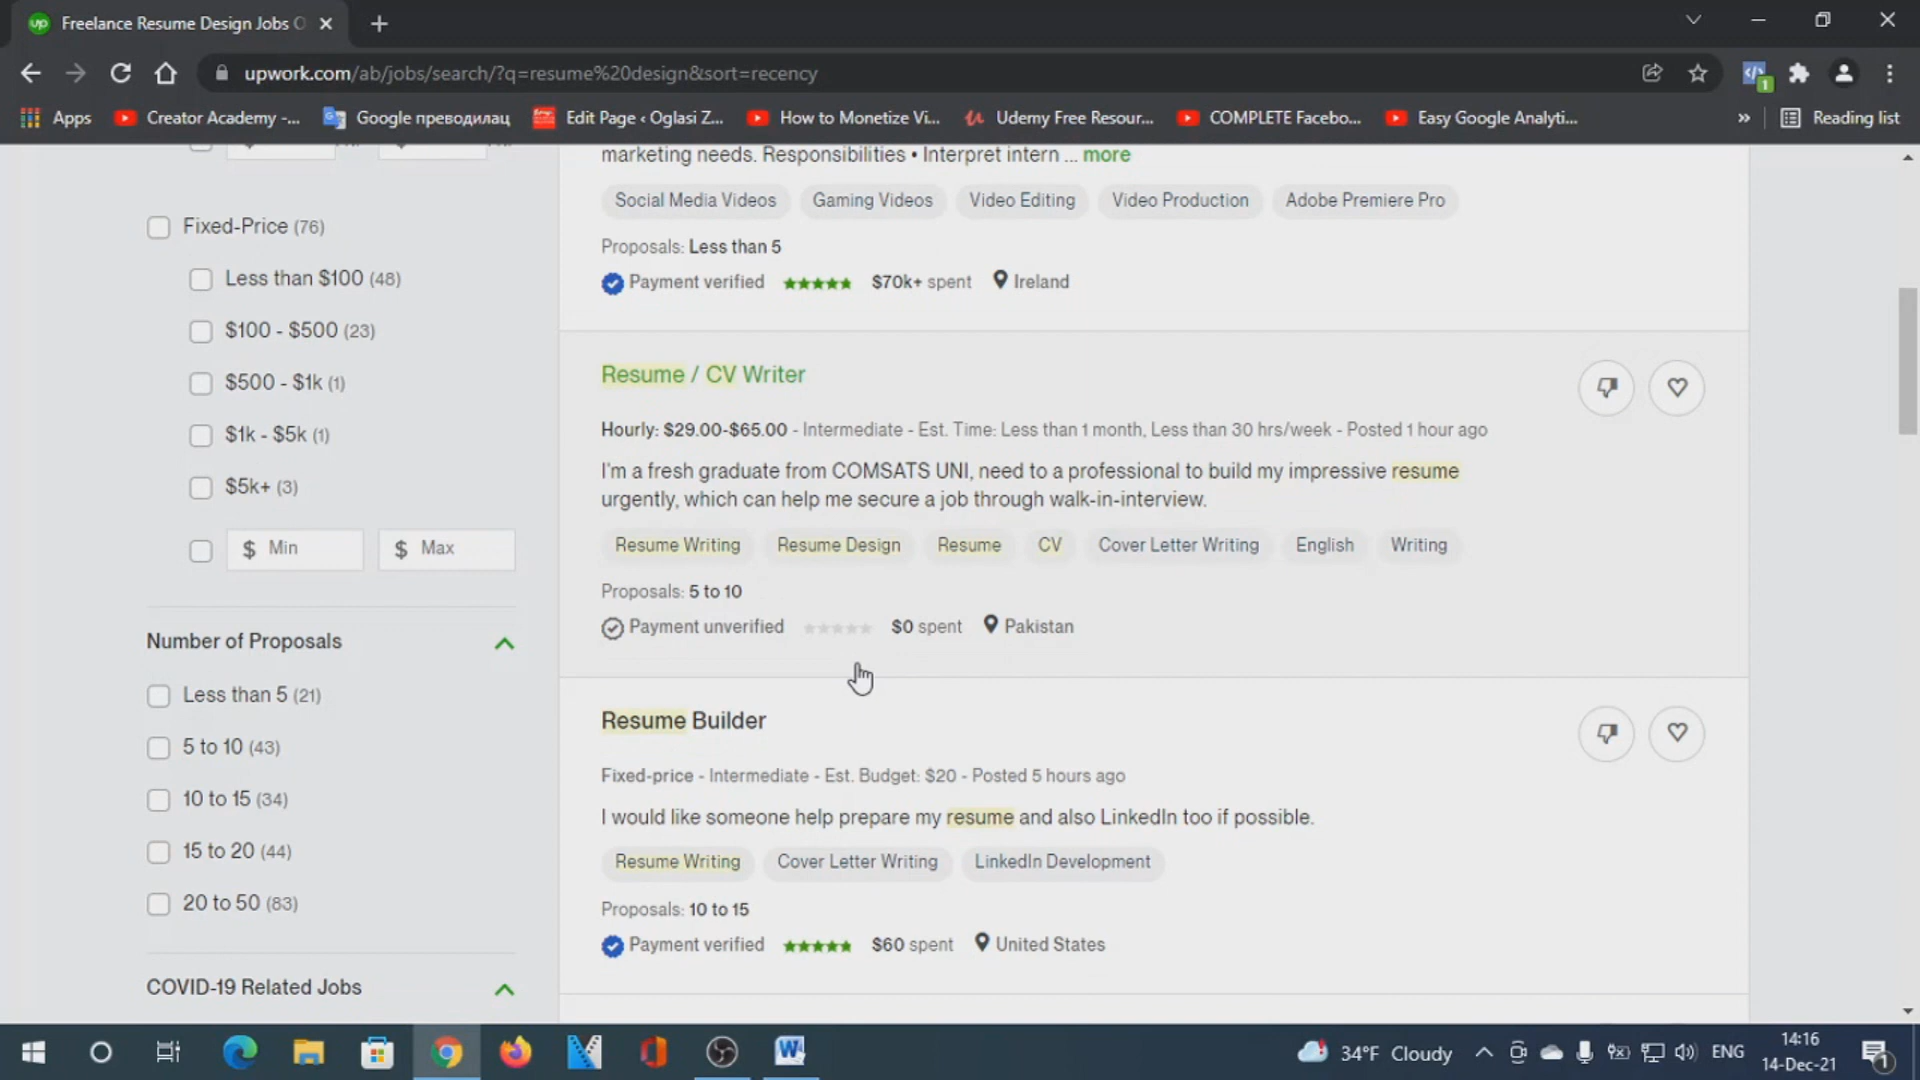 Freelance Resume Design Jobs O
upwork.com/ab/jobs/search/?q=resume%20design&sort=recency
1
Apps
Creator Academy -...
Google преводилац
Edit Page ‹ Oglasi Z...
How to Monetize Vi...
Udemy Free Resour...
COMPLETE Facebo...
Easy Google Analyti...
»
Reading list
Fixed-Price (76)
Less than $100 (48)
$100 - $500 (23)
$500 - $1k (1)
$1k - $5k (1)
$5k+ (3)
$ Min
$ Max
Number of Proposals
Less than 5 (21)
5 to 10 (43)
10 to 15 (34)
15 to 20 (44)
20 to 50 (83)
COVID-19 Related Jobs
marketing needs. Responsibilities • Interpret intern ... more
Social Media Videos
Gaming Videos
Video Editing
Video Production
Adobe Premiere Pro
Proposals: Less than 5
Payment verified
$70k+ spent
Ireland
Resume / CV Writer
Hourly: $29.00-$65.00 - Intermediate - Est. Time: Less than 1 month, Less than 30 hrs/week - Posted 1 hour ago
I'm a fresh graduate from COMSATS UNI, need to a professional to build my impressive resume
urgently, which can help me secure a job through walk-in-interview.
Resume Writing
Resume Design
Resume
CV
Cover Letter Writing
English
Writing
Proposals: 5 to 10
Payment unverified
$0 spent
Pakistan
Resume Builder
Fixed-price - Intermediate - Est. Budget: $20 - Posted 5 hours ago
I would like someone help prepare my resume and also LinkedIn too if possible.
Resume Writing
Cover Letter Writing
LinkedIn Development
Proposals: 10 to 15
Payment verified
$60 spent
United States
34°F Cloudy
ENG
14:16
14-Dec-21
1